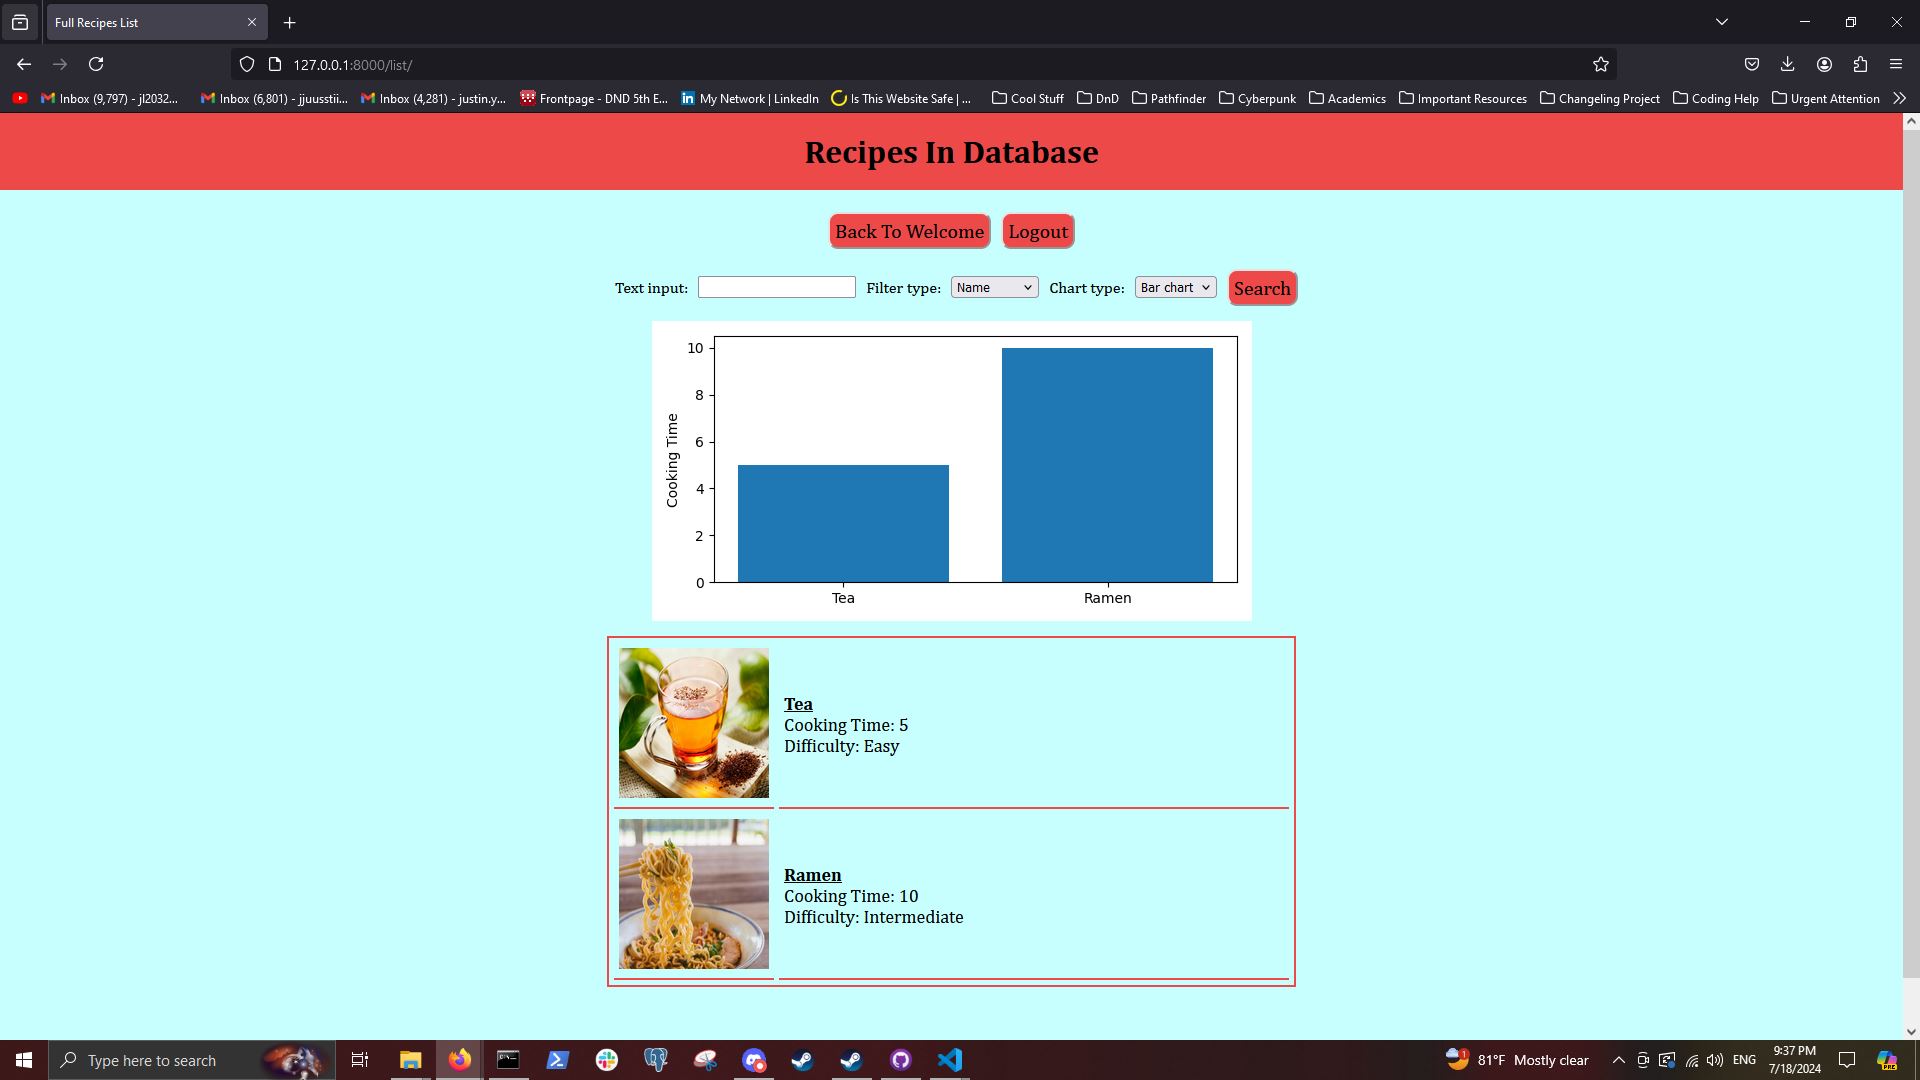 Full Recipes List
127.0.0.1:8000/list/
Inbox (9,797) - jl2032...
Inbox (6,801) - jjuusstii...
Inbox (4,281) - justin.y...
Frontpage - DND 5th E...
My Network | LinkedIn
Is This Website Safe | ...
Cool Stuff
DnD
Pathfinder
Cyberpunk
Academics
Important Resources
Changeling Project
Coding Help
Urgent Attention
Recipes In Database
Back To Welcome
Logout
Text input:
Filter type:
Name
Chart type:
Bar chart
Search
10
8
6
4
2
0
Cooking Time
Tea
Ramen
Tea
Cooking Time: 5
Difficulty: Easy
Ramen
Cooking Time: 10
Difficulty: Intermediate
Type here to search
1
81°F Mostly clear
ENG
9:37 PM
7/18/2024
PRE